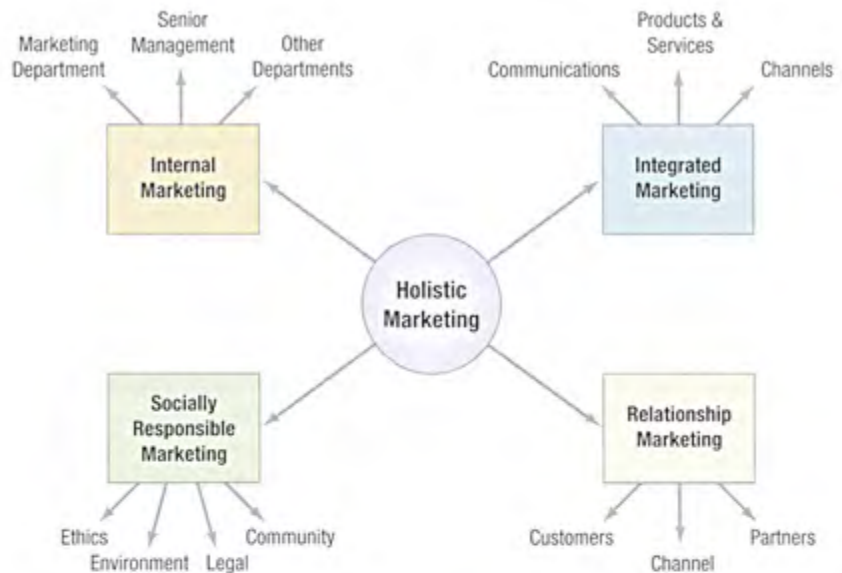 Marketing
Department
Senior
Management
Other
Departments
Internal
Marketing
Communications
Products &
Services
Channels
Integrated
Marketing
Holistic
Marketing
Socially
Responsible
Marketing
Ethics
Environment
Legal
Community
Relationship
Marketing
Customers
Channel
Partners